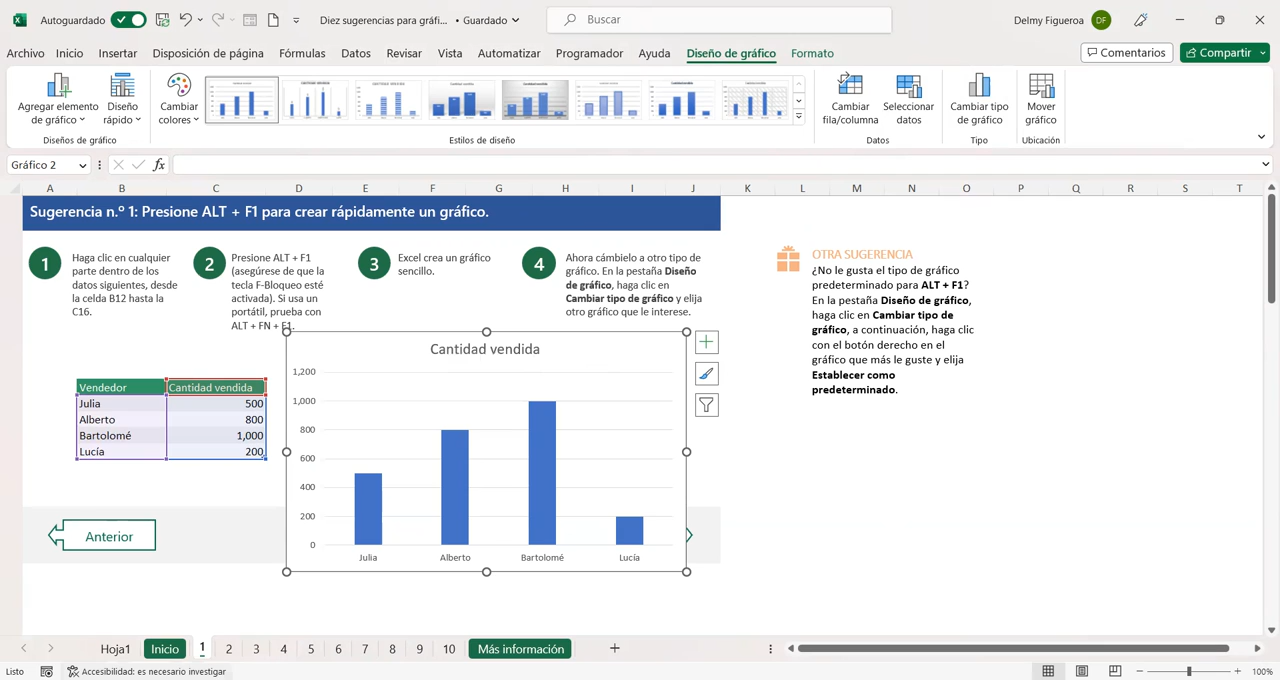 Autoguardado
Diez sugerencias para gráfi... • Guardado
Buscar
Delmy Figueroa
DF
Archivo Inicio Insertar Disposición de página Fórmulas Datos Revisar Vista Automatizar Programador Ayuda Diseño de gráfico Formato
Comentarios
Compartir
Agregar elemento
de gráfico
Diseño
rápido
Cambiar
colores
Cambiar
fila/columna
Seleccionar
datos
Cambiar tipo
de gráfico
Mover
gráfico
Diseños de gráfico
Estilos de diseño
Datos
Tipo
Ubicación
Gráfico 2
fx
A B C D E F G H I J K L M N O P Q R S T
Sugerencia n.º 1: Presione ALT + F1 para crear rápidamente un gráfico.
1
Haga clic en cualquier
parte dentro de los
datos siguientes, desde
la celda B12 hasta la
C16.
2
Presione ALT + F1
(asegúrese de que la
tecla F-Bloqueo esté
activada). Si usa un
portátil, prueba con
ALT + FN + F1.
3
Excel crea un gráfico
sencillo.
4
Ahora cámbielo a otro tipo de
gráfico. En la pestaña Diseño
de gráfico, haga clic en
Cambiar tipo de gráfico y elija
otro gráfico que le interese.
OTRA SUGERENCIA
¿No le gusta el tipo de gráfico
predeterminado para ALT + F1?
En la pestaña Diseño de gráfico,
haga clic en Cambiar tipo de
gráfico, a continuación, haga clic
con el botón derecho en el
gráfico que más le guste y elija
Establecer como
predeterminado.
Vendedor Cantidad vendida
Julia 500
Alberto 800
Bartolomé 1,000
Lucía 200
Cantidad vendida
1,200
1,000
800
600
400
200
0
Julia Alberto Bartolomé Lucía
Anterior
Hoja1 Inicio 1 2 3 4 5 6 7 8 9 10 Más información
Listo
Accesibilidad: es necesario investigar
100%